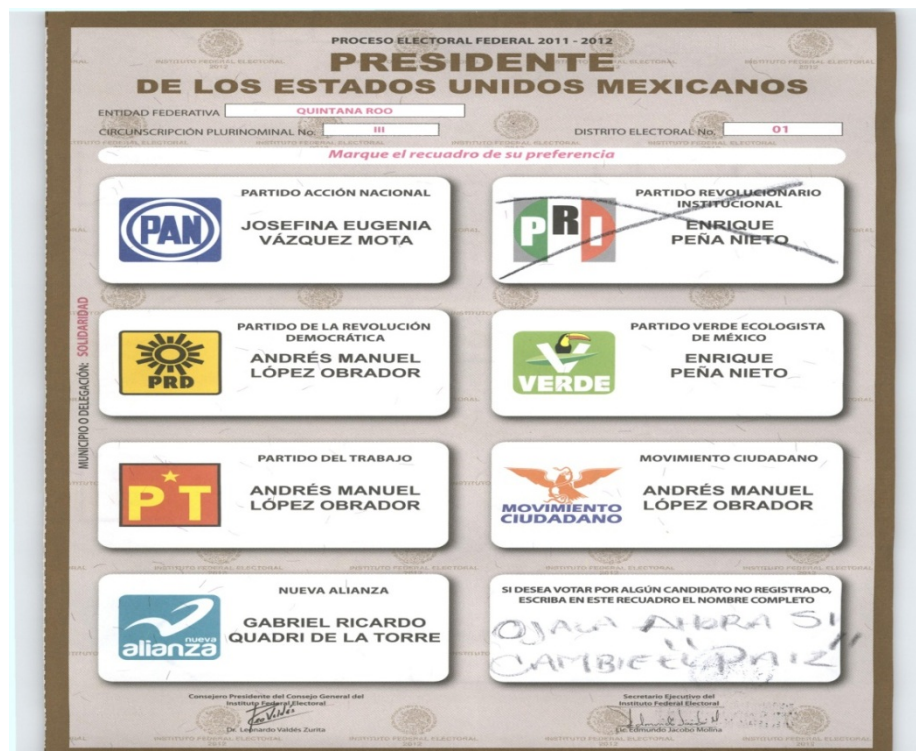 PROCESO ELECTORAL FEDERAL 2011 - 2012
PRESIDENTE
DE LOS ESTADOS UNIDOS MEXICANOS
ENTIDAD FEDERATIVA QUINTANA ROO
CIRCUNSCRIPCIÓN PLURINOMINAL No. III
DISTRITO ELECTORAL No. 01
Marque el recuadro de su preferencia
MUNICIPIO O DELEGACIÓN: SOLIDARIDAD
PAN
PARTIDO ACCIÓN NACIONAL
JOSEFINA EUGENIA
VÁZQUEZ MOTA
PRI
PARTIDO REVOLUCIONARIO
INSTITUCIONAL
ENRIQUE
PEÑA NIETO
PRD
PARTIDO DE LA REVOLUCIÓN
DEMOCRÁTICA
ANDRÉS MANUEL
LÓPEZ OBRADOR
VERDE
PARTIDO VERDE ECOLOGISTA
DE MÉXICO
ENRIQUE
PEÑA NIETO
PT
PARTIDO DEL TRABAJO
ANDRÉS MANUEL
LÓPEZ OBRADOR
MOVIMIENTO
CIUDADANO
MOVIMIENTO CIUDADANO
ANDRÉS MANUEL
LÓPEZ OBRADOR
nueva
alianza
NUEVA ALIANZA
GABRIEL RICARDO
QUADRI DE LA TORRE
SI DESEA VOTAR POR ALGÚN CANDIDATO NO REGISTRADO,
ESCRIBA EN ESTE RECUADRO EL NOMBRE COMPLETO
OJALA AHORA SI
CAMBIE EL "PAIZ"
Consejero Presidente del Consejo General del
Instituto Federal Electoral
Dr. Leonardo Valdés Zurita
Secretario Ejecutivo del
Instituto Federal Electoral
Lic. Edmundo Jacobo Molina